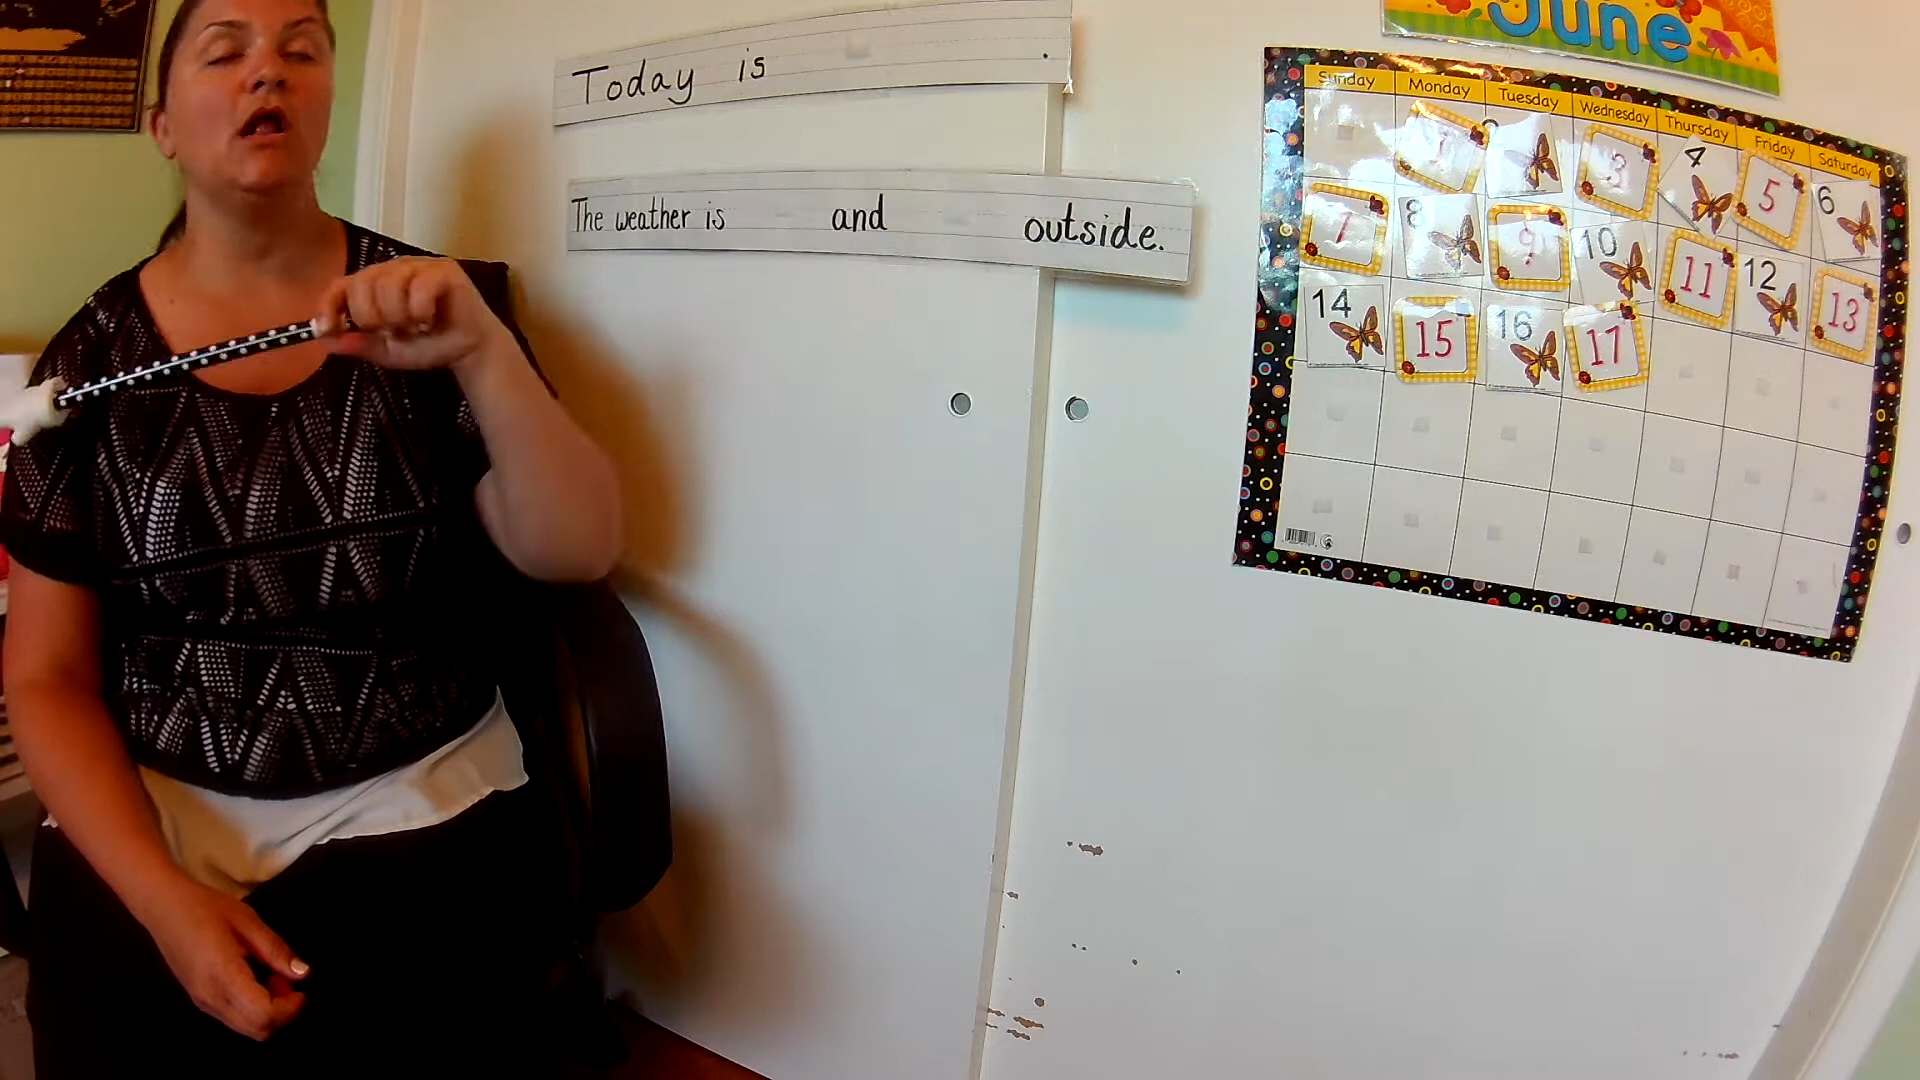 June
Today is .
The weather is and outside.
Sunday Monday Tuesday Wednesday Thursday Friday Saturday
1 3 4 5 6
7 8 9 10 11 12 13
14 15 16 17